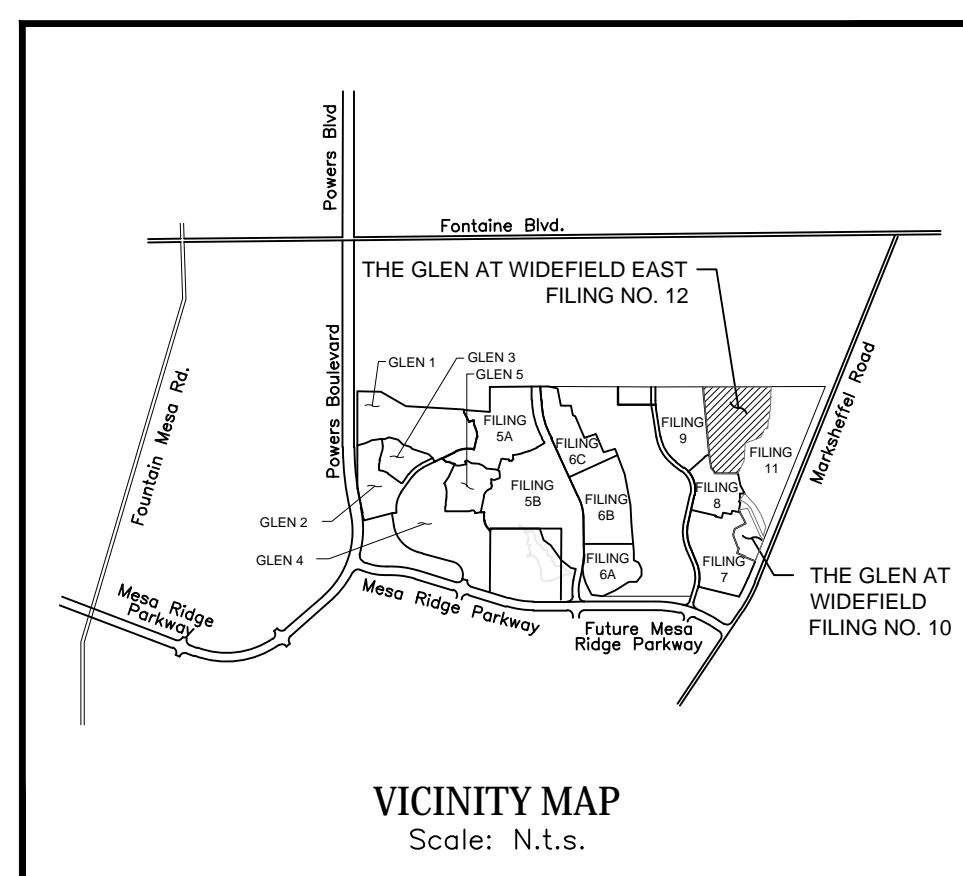 Powers Blvd
Fontaine Blvd.
THE GLEN AT WIDEFIELD EAST
FILING NO. 12
Powers Boulevard
Fountain Mesa Rd.
Marksheffel Road
GLEN 1
GLEN 3
GLEN 5
FILING
5A
FILING
6C
FILING
9
FILING
11
FILING
5B
FILING
6B
FILING
8
GLEN 2
GLEN 4
FILING
6A
FILING
7
THE GLEN AT
WIDEFIELD
FILING NO. 10
Mesa Ridge
Parkway
Mesa Ridge Parkway
Future Mesa
Ridge Parkway
VICINITY MAP
Scale: N.t.s.